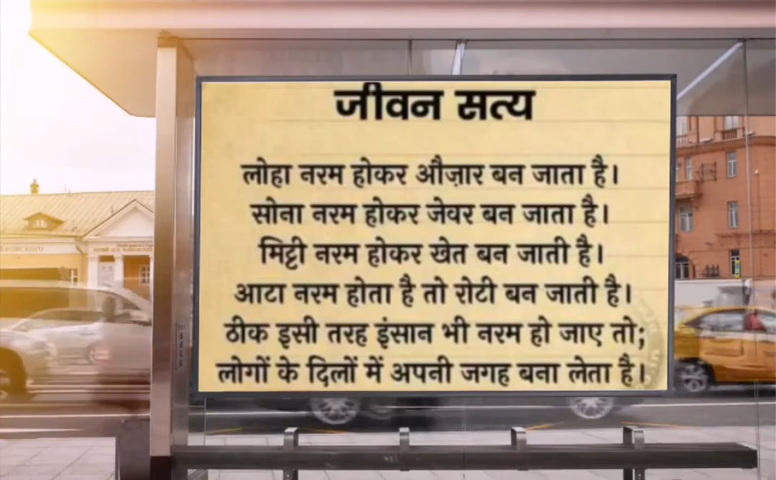 जीवन सत्य
लोहा नरम होकर औज़ार बन जाता है।
सोना नरम होकर जेवर बन जाता है।
मिट्टी नरम होकर खेत बन जाती है।
आटा नरम होता है तो रोटी बन जाती है।
ठीक इसी तरह इंसान भी नरम हो जाए तो;
लोगों के दिलों में अपनी जगह बना लेता है।